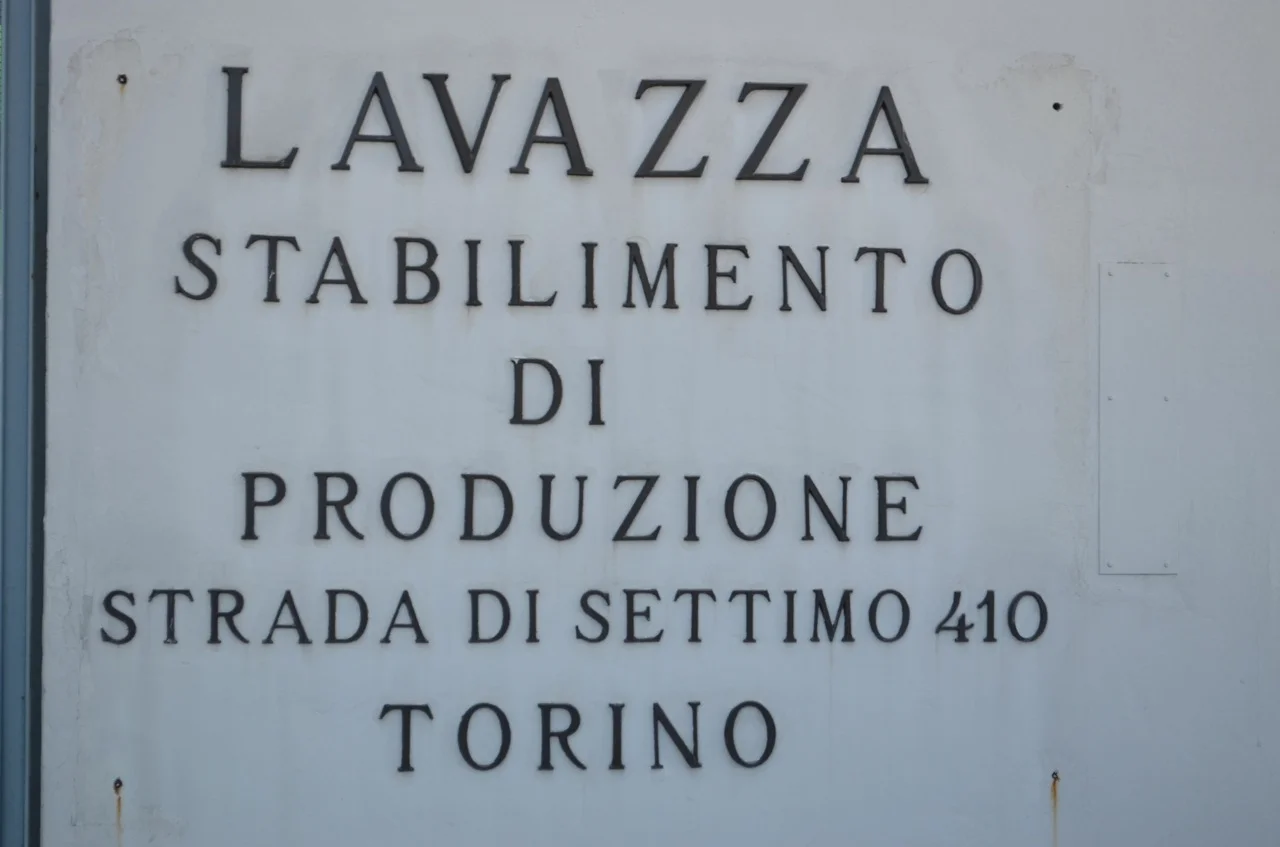 LAVAZZA
STABILIMENTO
DI
PRODUZIONE
STRADA DI SETTIMO 410
TORINO